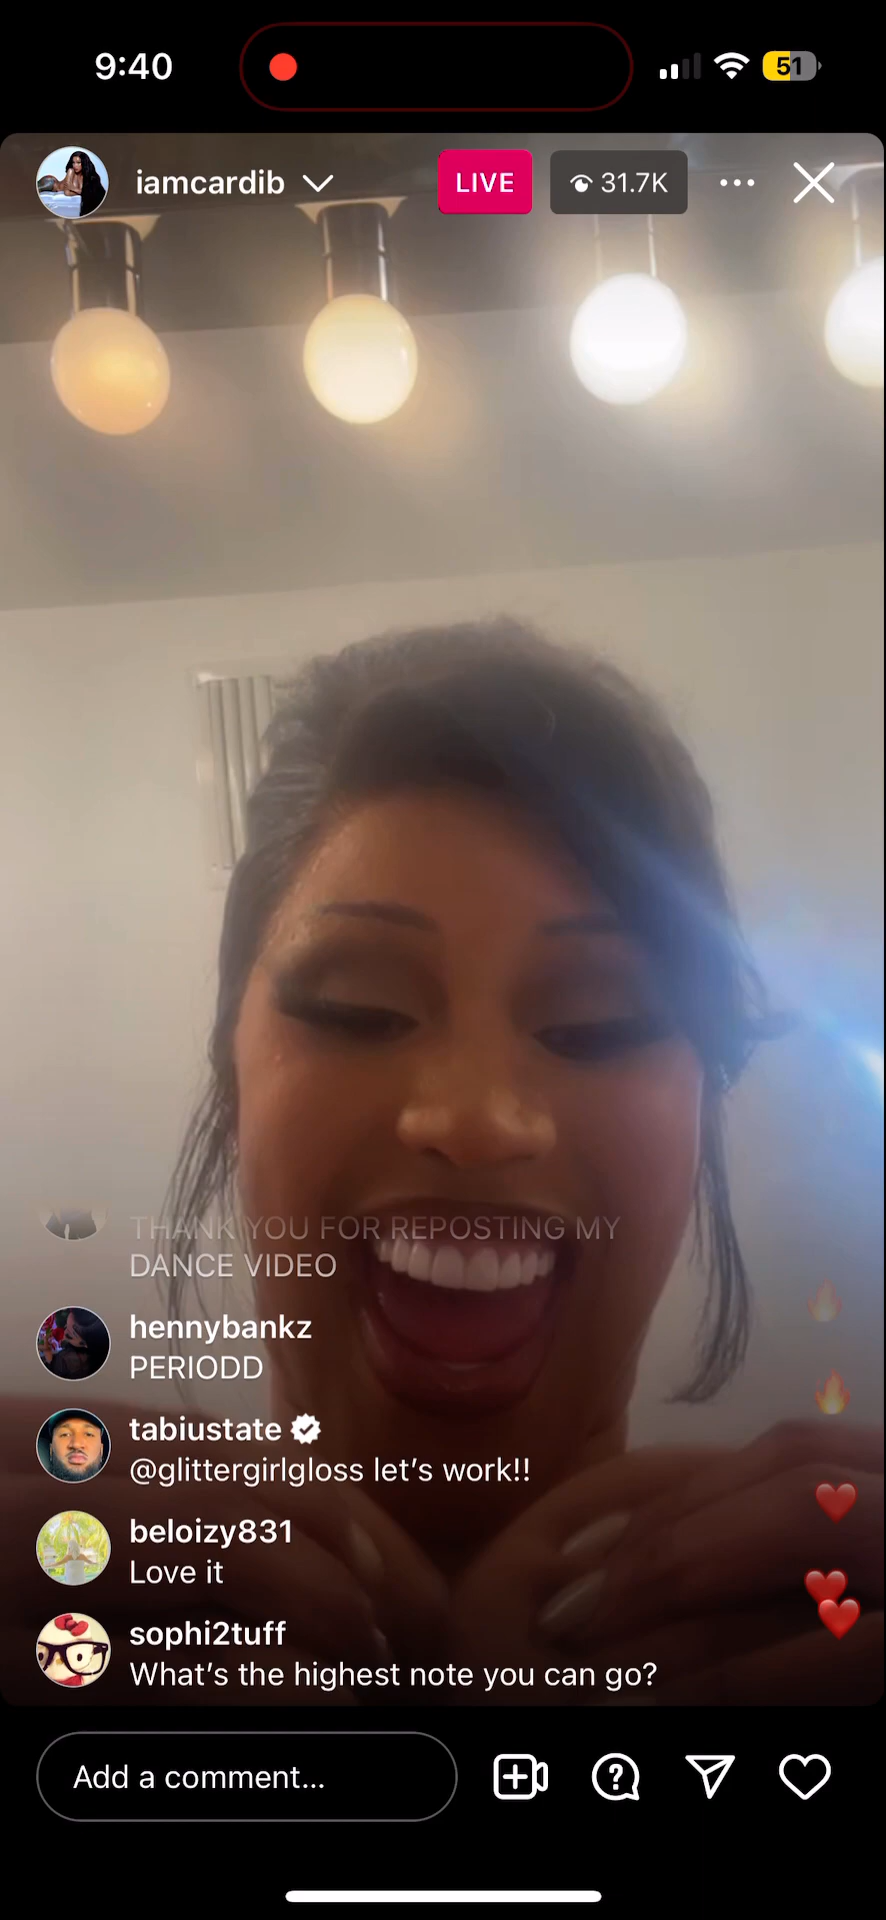 9:40
51
iamcardib
LIVE
31.7K
THANK YOU FOR REPOSTING MY
DANCE VIDEO
hennybankz
PERIODD
tabiustate
@glittergirlgloss let’s work!!
beloizy831
Love it
sophi2tuff
What’s the highest note you can go?
Add a comment...